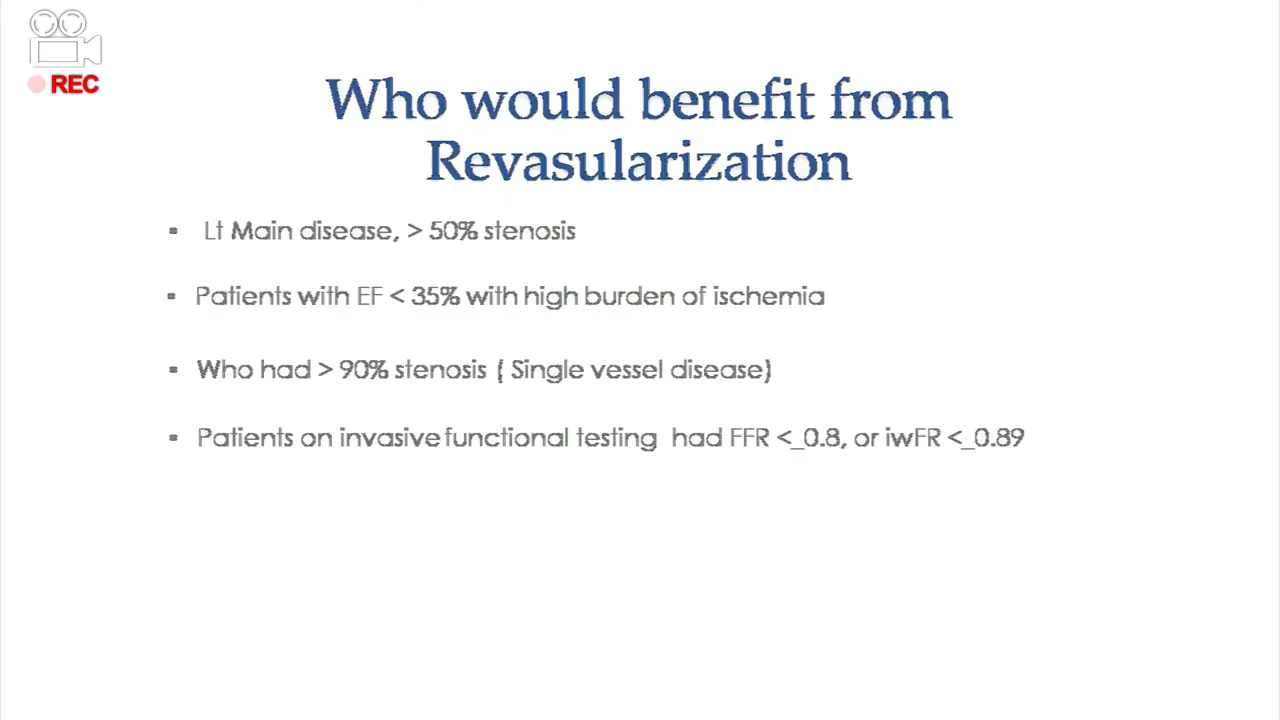 REC
Who would benefit from
Revasularization
▪ Lt Main disease, > 50% stenosis
▪ Patients with EF < 35% with high burden of ischemia
▪ Who had > 90% stenosis ( Single vessel disease)
▪ Patients on invasive functional testing had FFR <_0.8, or iwFR <_0.89